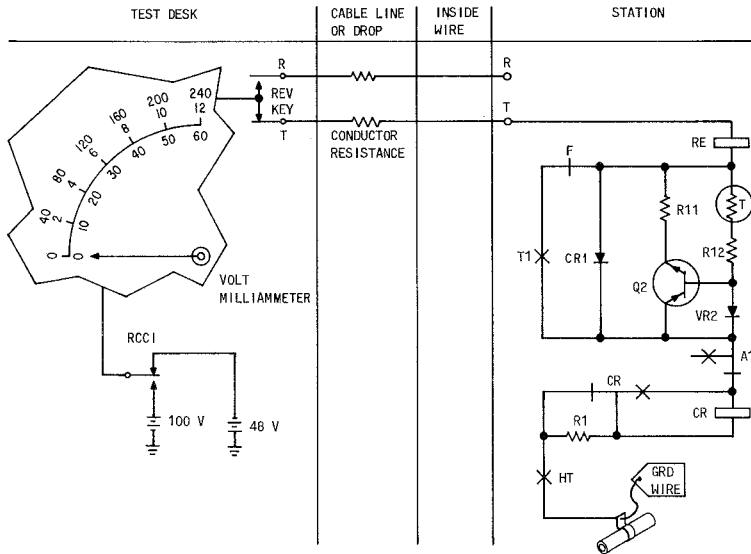 TEST DESK
CABLE LINE
OR DROP
INSIDE
WIRE
STATION
R
R
REV
KEY
T
CONDUCTOR
RESISTANCE
T
240
200
160
120
80
40
0
12
10
8
6
4
2
60
50
40
30
20
10
0
VOLT
MILLIAMMETER
RCCI
100 V
48 V
RE
F
R11
T
T1
CR1
R12
Q2
VR2
A1
CR
CR
R1
HT
GRD
WIRE